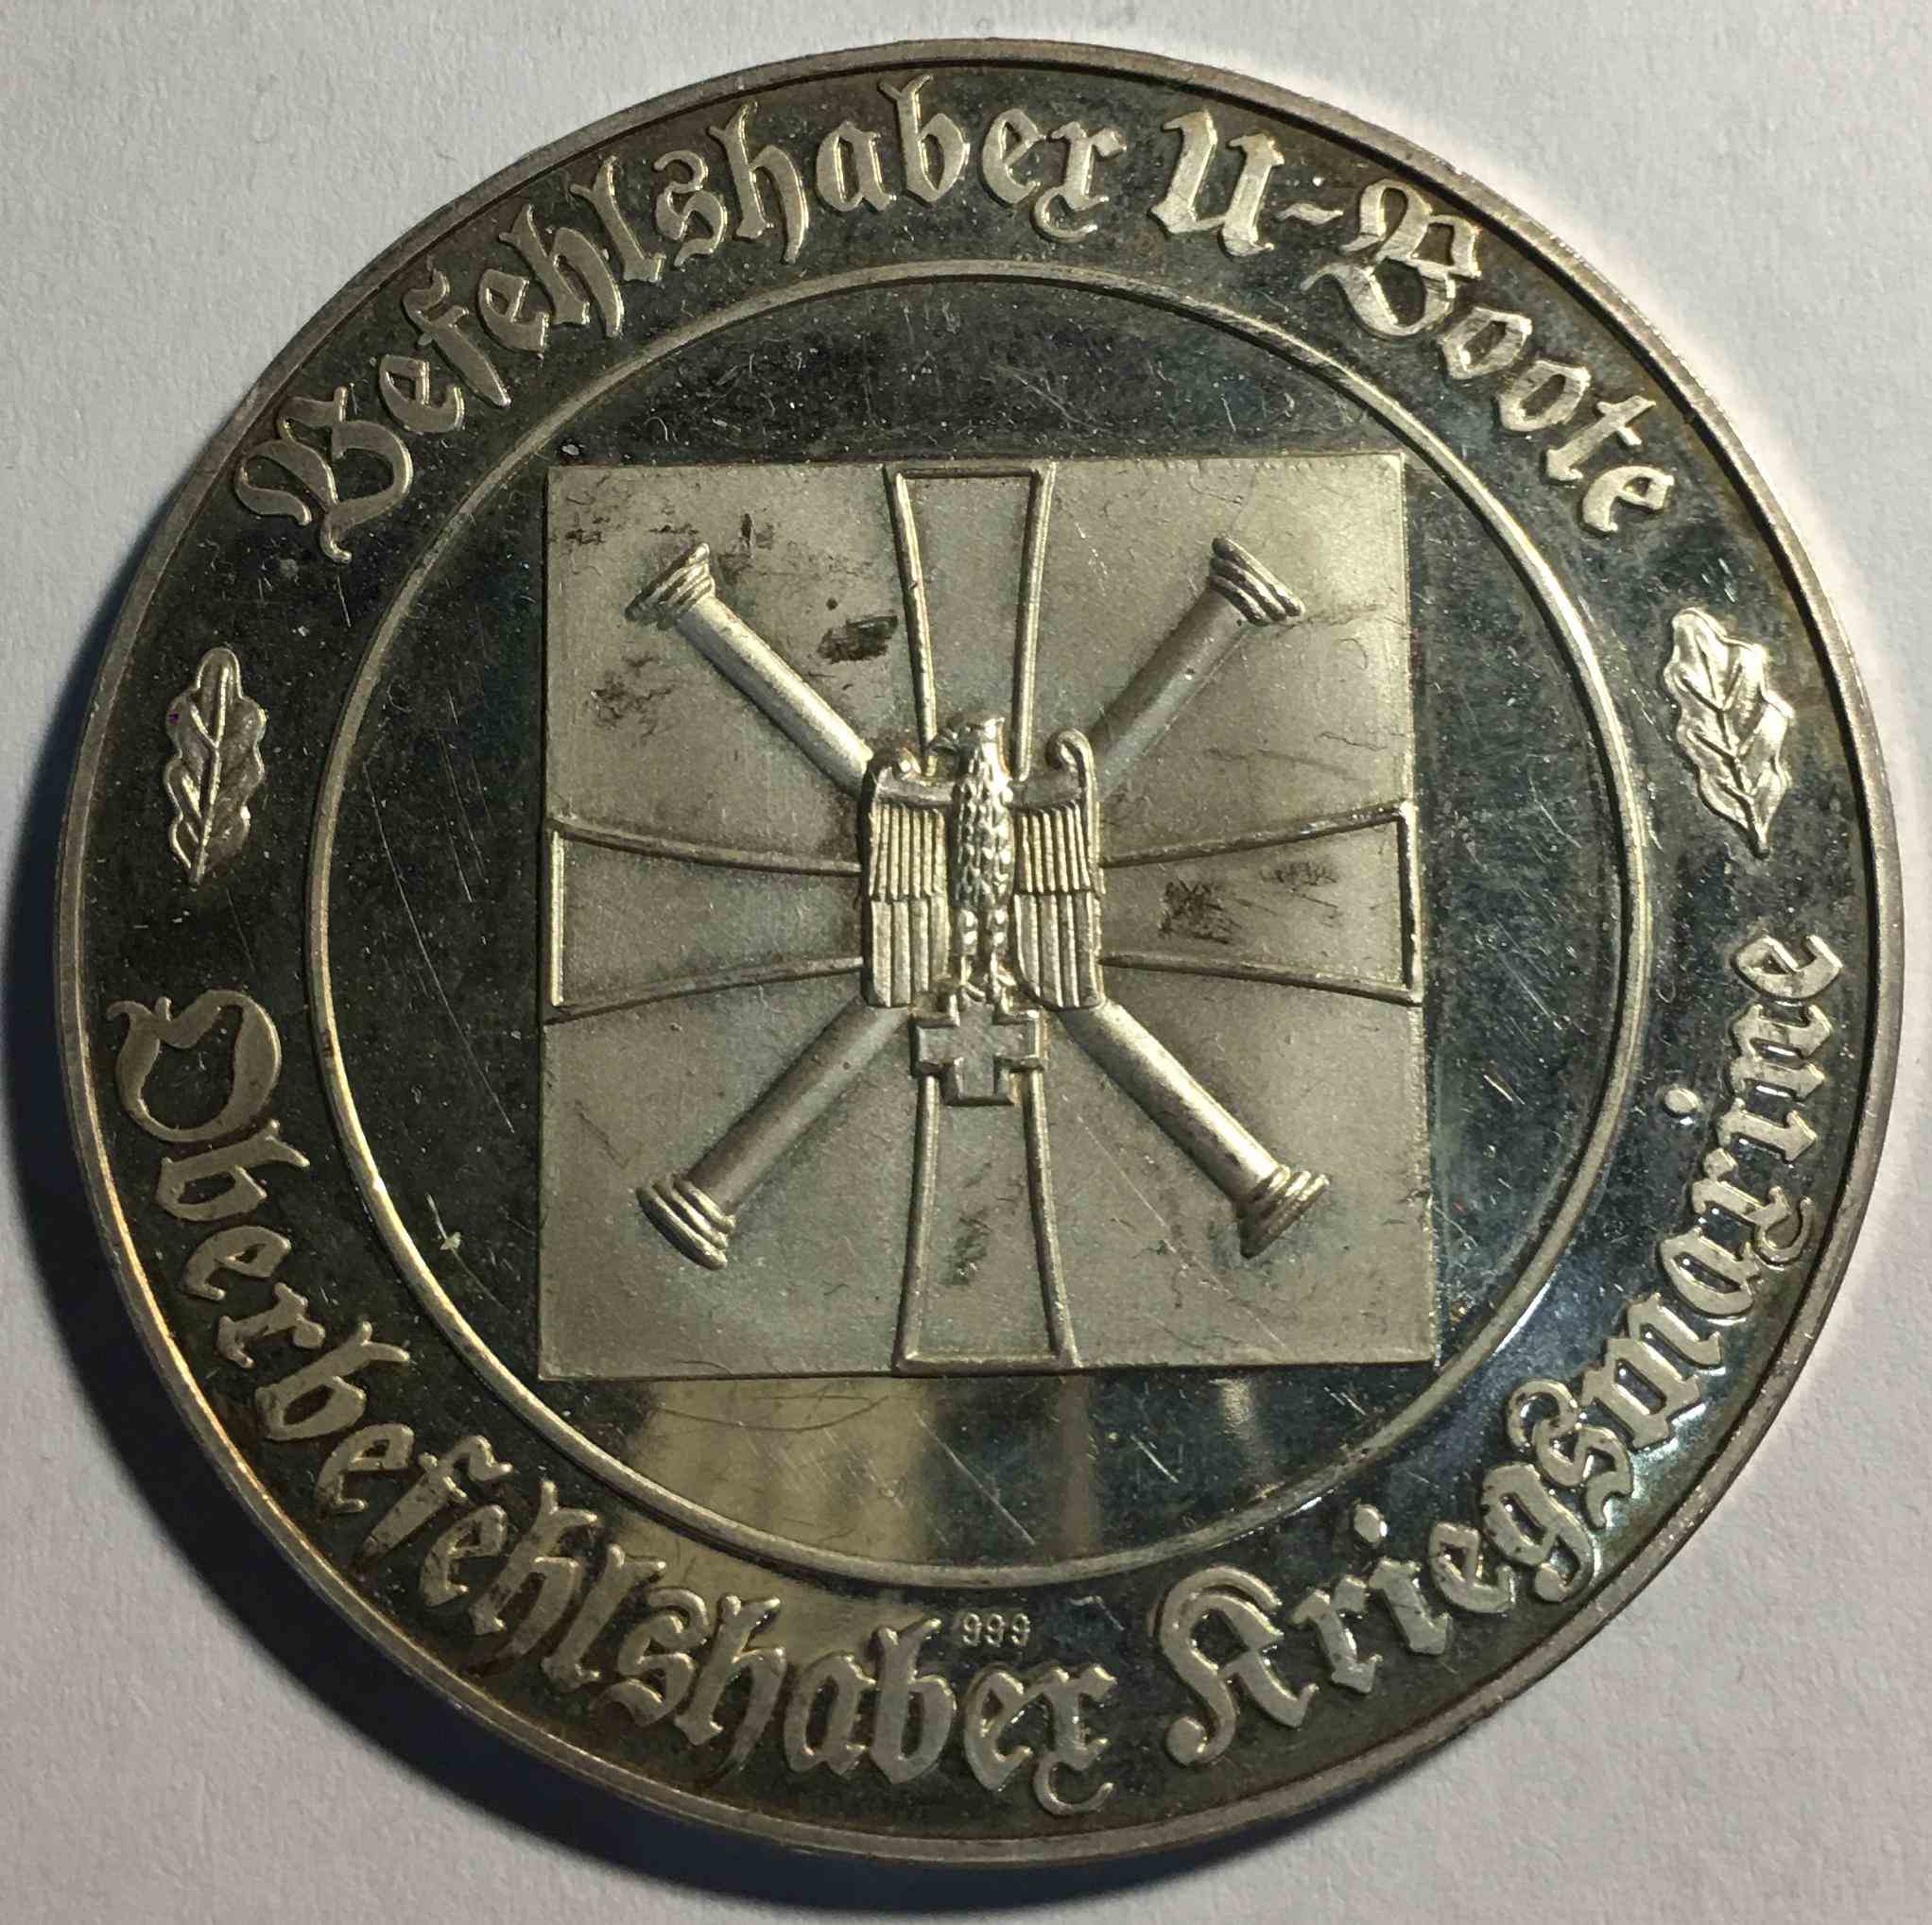 Befehlshaber U-Boote
Oberbefehlshaber Kriegsmarine
999